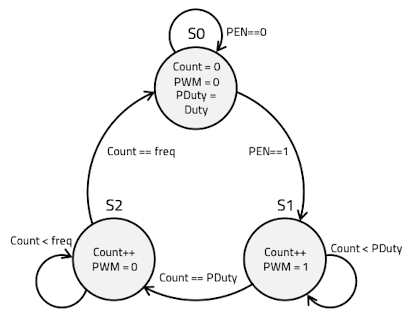 S0
PEN==0
Count = 0
PWM = 0
PDuty =
Duty
Count == freq
PEN==1
S2
S1
Count < freq
Count++
PWM = 0
Count++
PWM = 1
Count < PDuty
Count == PDuty